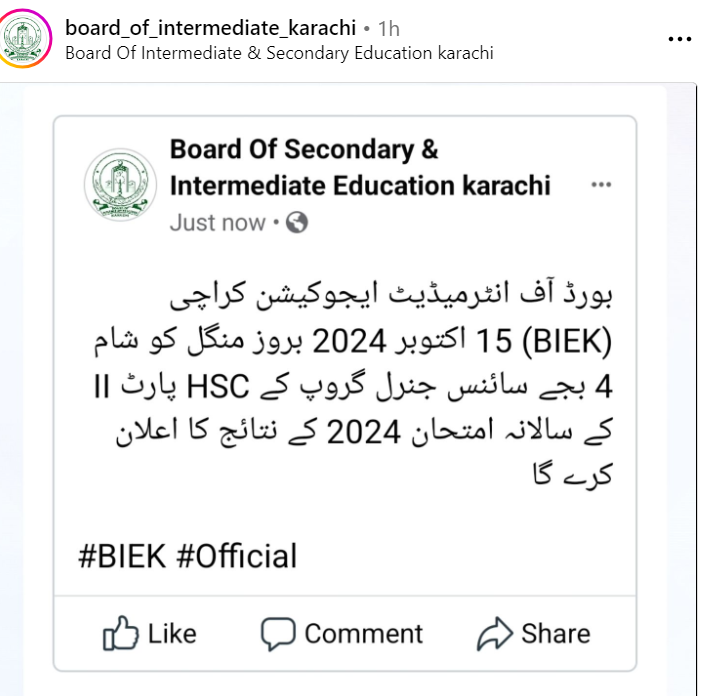 board_of_intermediate_karachi • 1h
Board Of Intermediate & Secondary Education karachi
Board Of Secondary &
Intermediate Education karachi
Just now •
بورڈ آف انٹرمیڈیٹ ایجوکیشن کراچی
(BIEK) 15 اکتوبر 2024 بروز منگل کو شام
4 بجے سائنس جنرل گروپ کے HSC پارٹ II
کے سالانہ امتحان 2024 کے نتائج کا اعلان
کرے گا
#BIEK #Official
Like Comment Share